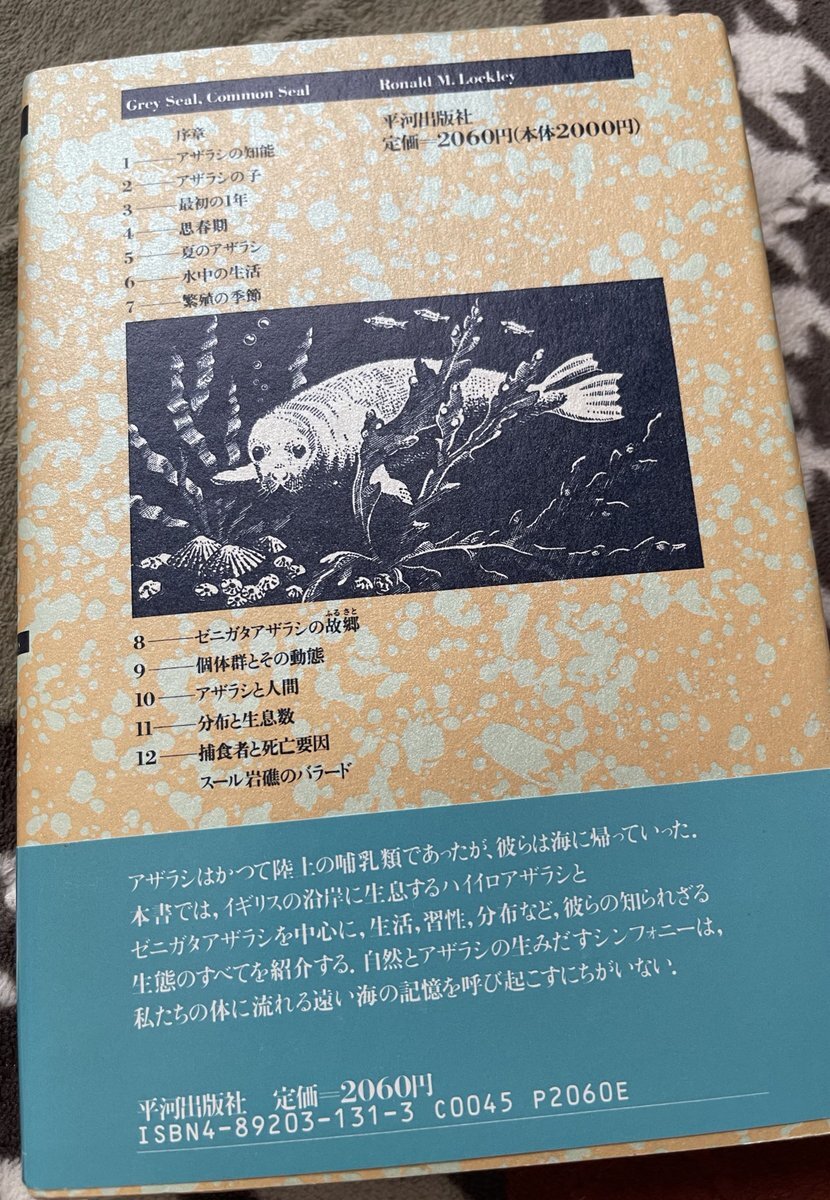 Grey Seal, Common Seal
Ronald M. Lockley
平河出版社
定価=2060円(本体2000円)
序章
1——アザラシの知能
2——アザラシの子
3——最初の1年
4——思春期
5——夏のアザラシ
6——水中の生活
7——繁殖の季節
ふるさと
8——ゼニガタアザラシの故郷
9——個体群とその動態
10——アザラシと人間
11——分布と生息数
12——捕食者と死亡要因
スール岩礁のバラード
アザラシはかつて陸上の哺乳類であったが、彼らは海に帰っていった.
本書では,イギリスの沿岸に生息するハイイロアザラシと
ゼニガタアザラシを中心に,生活,習性,分布など,彼らの知られざる
生態のすべてを紹介する.自然とアザラシの生みだすシンフォニーは,
私たちの体に流れる遠い海の記憶を呼び起こすにちがいない.
平河出版社 定価=2060円
ISBN4-89203-131-3 C0045 P2060E